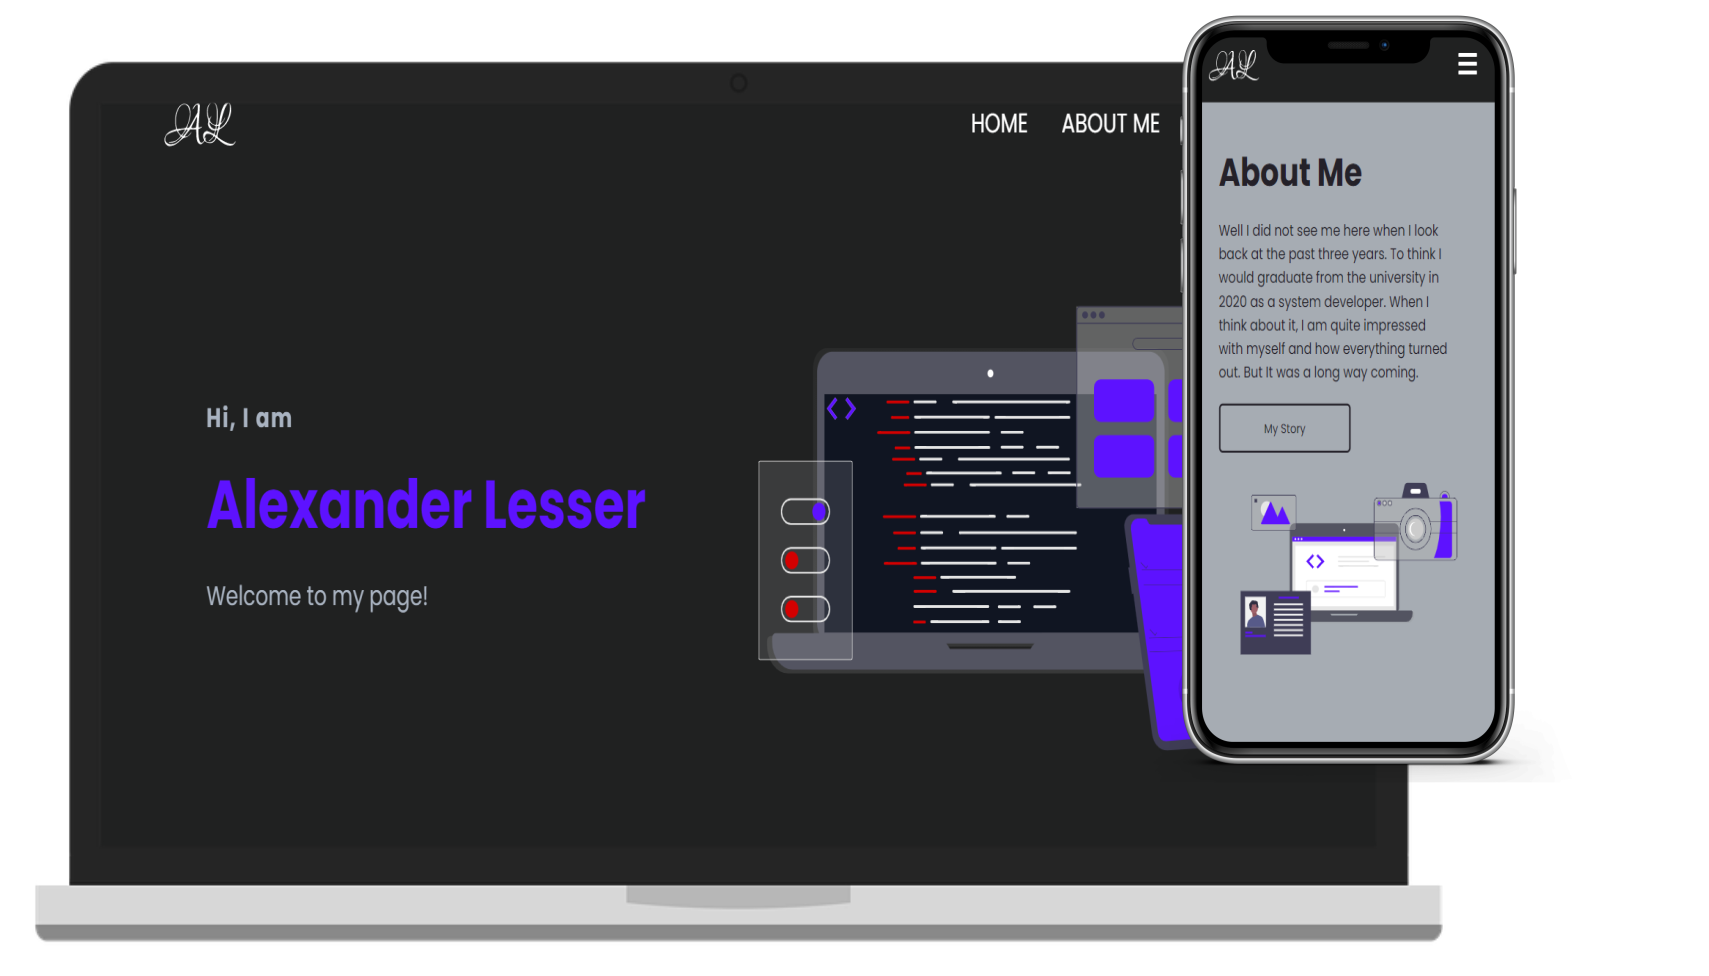 AL
HOME ABOUT ME
Hi, I am
Alexander Lesser
Welcome to my page!
AL
About Me
Well I did not see me here when I look
back at the past three years. To think I
would graduate from the university in
2020 as a system developer. When I
think about it, I am quite impressed
with myself and how everything turned
out. But It was a long way coming.
My Story